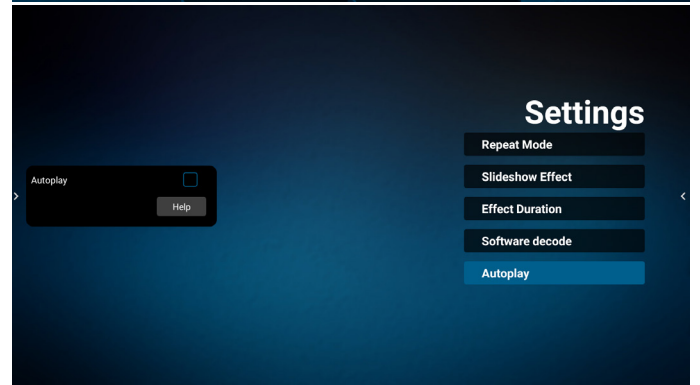 Settings
Repeat Mode
Slideshow Effect
Effect Duration
Software decode
Autoplay
Autoplay
Help